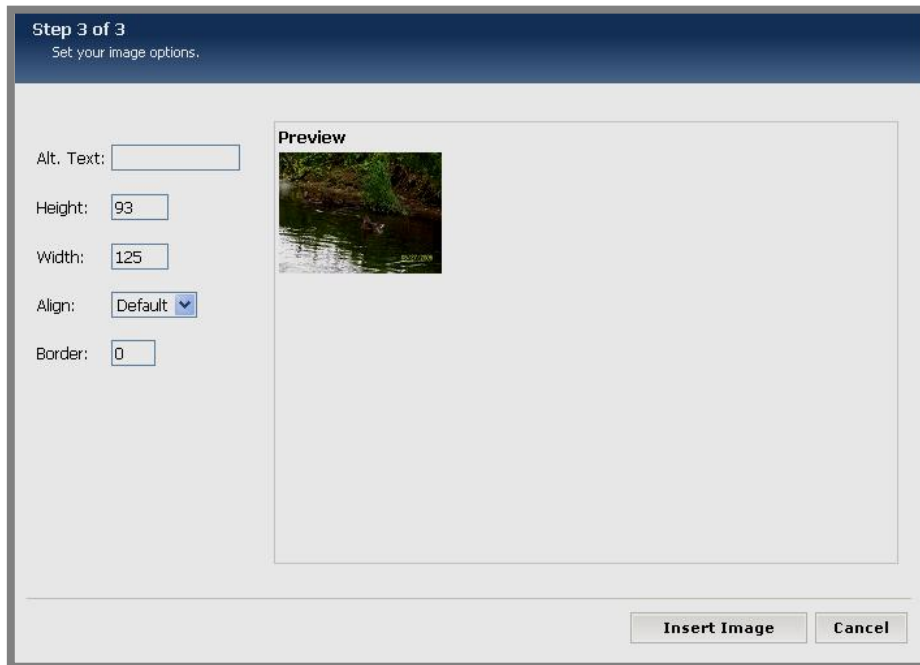 Step 3 of 3
Set your image options.
Preview
Alt. Text:
Height: 93
Width: 125
Align: Default
Border: 0
Insert Image Cancel